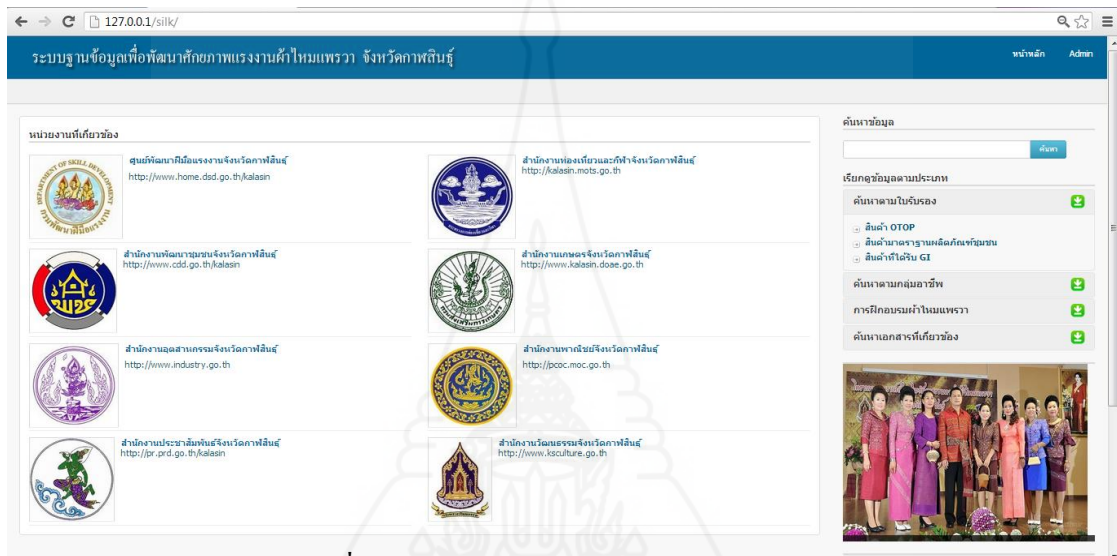 127.0.0.1/silk/
ระบบฐานข้อมูลเพื่อพัฒนาศักยภาพแรงงานผ้าไหมแพรวา จังหวัดกาฬสินธุ์
หน้าหลัก
Admin
หน่วยงานที่เกี่ยวข้อง
ศูนย์พัฒนาฝีมือแรงงานจังหวัดกาฬสินธุ์
http://www.home.dsd.go.th/kalasin
สำนักงานท่องเที่ยวและกีฬาจังหวัดกาฬสินธุ์
http://kalasin.mots.go.th
สำนักงานพัฒนาชุมชนจังหวัดกาฬสินธุ์
http://www.cdd.go.th/kalasin
สำนักงานเกษตรจังหวัดกาฬสินธุ์
http://www.kalasin.doae.go.th
สำนักงานอุตสาหกรรมจังหวัดกาฬสินธุ์
http://www.industry.go.th
สำนักงานพาณิชย์จังหวัดกาฬสินธุ์
http://pcoc.moc.go.th
สำนักงานประชาสัมพันธ์จังหวัดกาฬสินธุ์
http://pr.prd.go.th/kalasin
สำนักงานวัฒนธรรมจังหวัดกาฬสินธุ์
http://www.ksculture.go.th
ค้นหาข้อมูล
ค้นหา
เรียกดูข้อมูลตามประเภท
ค้นหาตามใบรับรอง
สินค้า OTOP
สินค้ามาตราฐานผลิตภัณฑ์ชุมชน
สินค้าที่ได้รับ GI
ค้นหาตามกลุ่มอาชีพ
การฝึกอบรมผ้าไหมแพรวา
ค้นหาเอกสารที่เกี่ยวข้อง